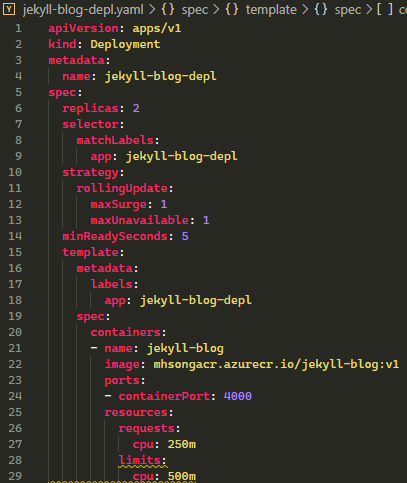 jekyll-blog-depl.yaml > {} spec > {} template > {} spec > [ ] co
1 apiVersion: apps/v1
2 kind: Deployment
3 metadata:
4   name: jekyll-blog-depl
5 spec:
6   replicas: 2
7   selector:
8     matchLabels:
9       app: jekyll-blog-depl
10   strategy:
11     rollingUpdate:
12       maxSurge: 1
13       maxUnavailable: 1
14   minReadySeconds: 5
15   template:
16     metadata:
17       labels:
18         app: jekyll-blog-depl
19     spec:
20       containers:
21       - name: jekyll-blog
22         image: mhsongacr.azurecr.io/jekyll-blog:v1
23         ports:
24         - containerPort: 4000
25         resources:
26           requests:
27             cpu: 250m
28           limits:
29             cpu: 500m